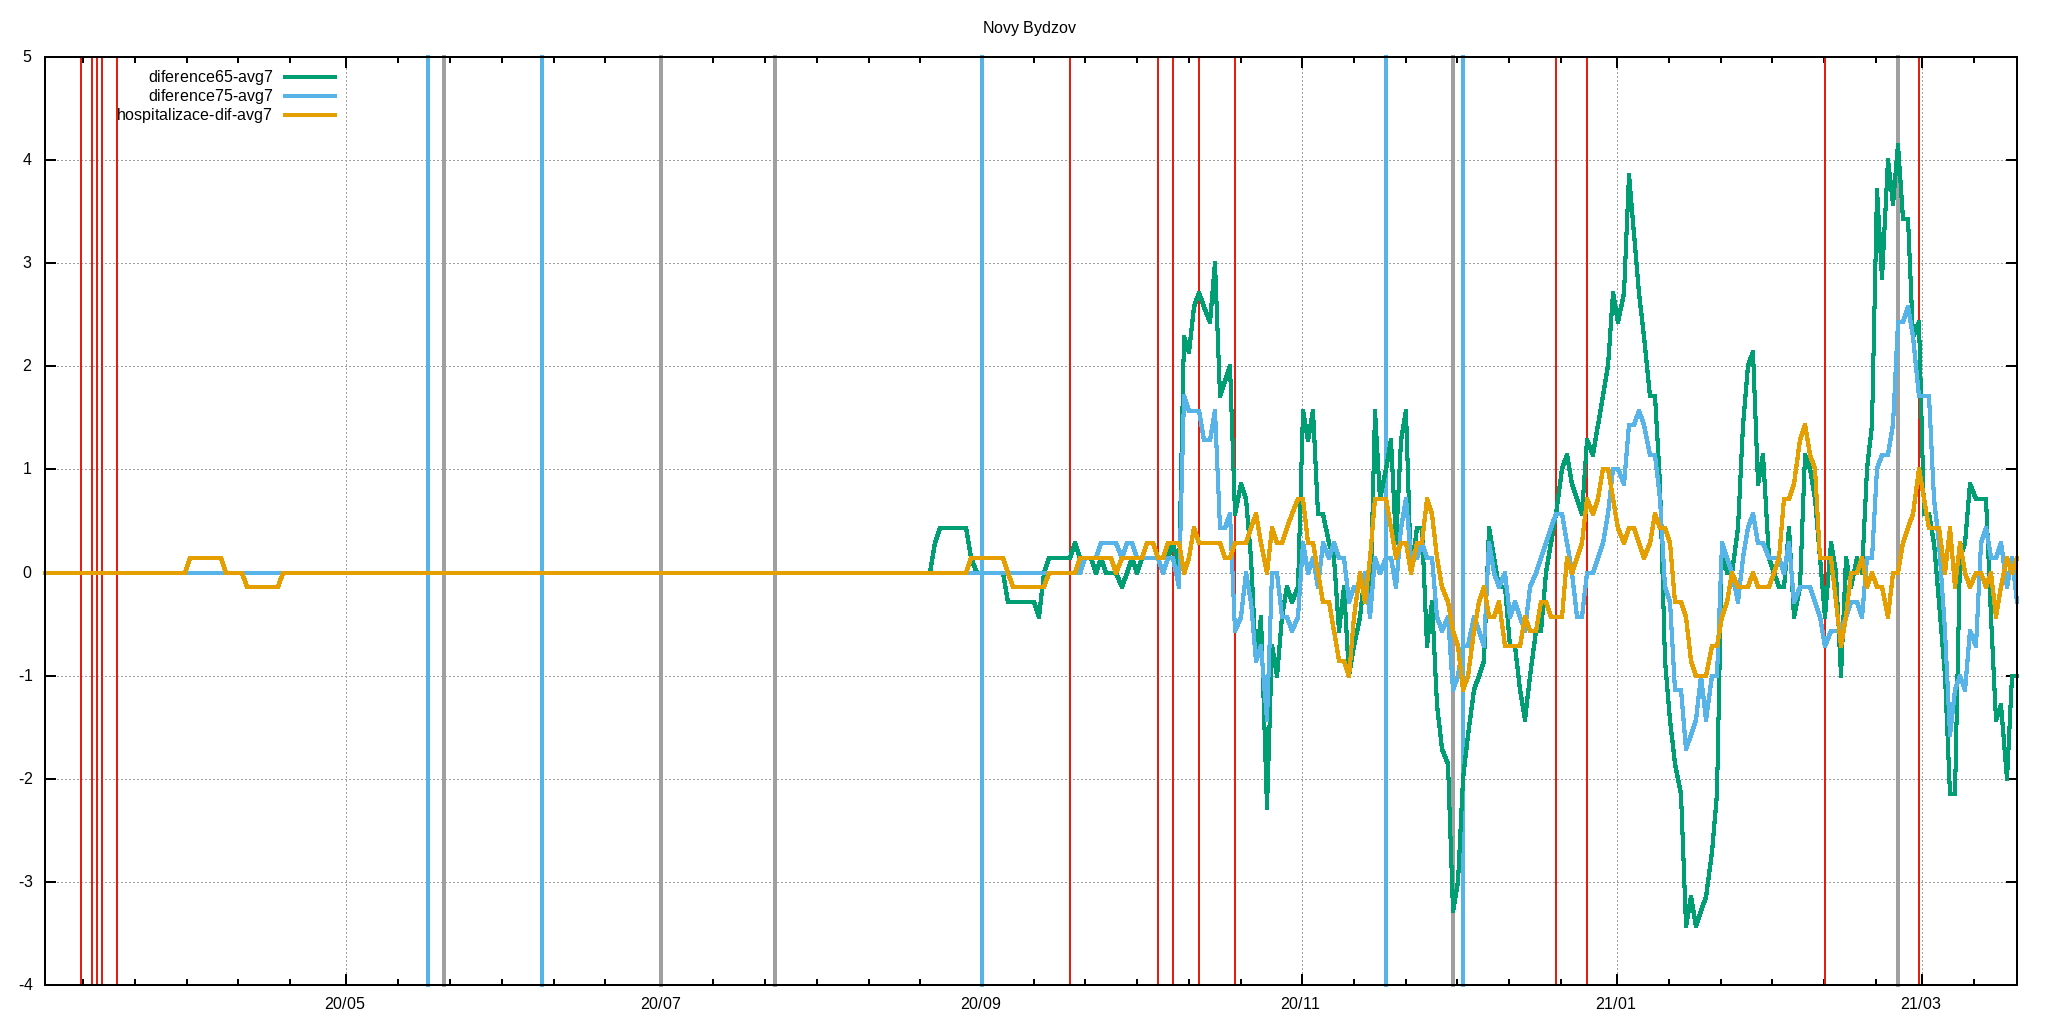 Novy Bydzov
5
diference65-avg7
diference75-avg7
hospitalizace-dif-avg7
4
3
2
1
0
-1
-2
-3
-4
20/05 20/07 20/09 20/11 21/01 21/03